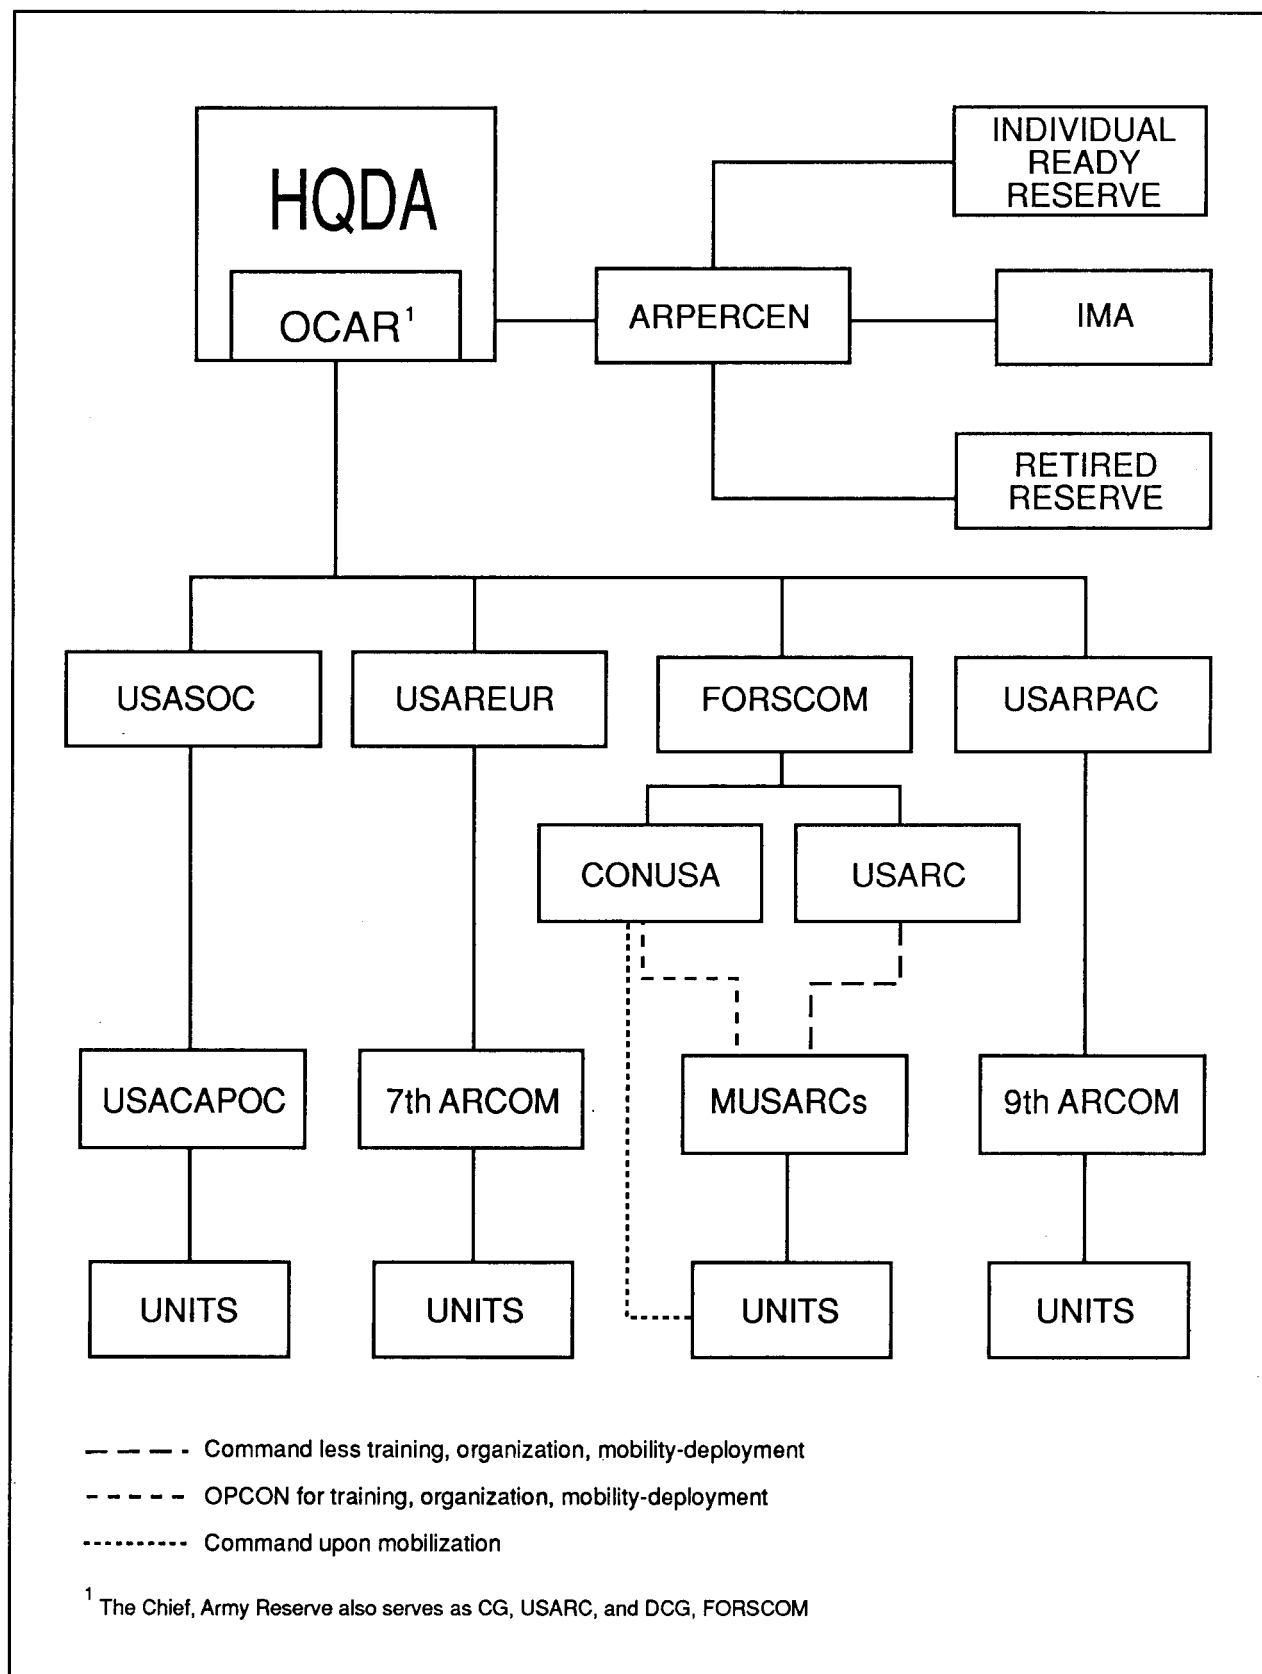 HQDA
OCAR¹
ARPERCEN
INDIVIDUAL
READY
RESERVE
IMA
RETIRED
RESERVE
USASOC
USAREUR
FORSCOM
USARPAC
CONUSA
USARC
USACAPOC
7th ARCOM
MUSARCs
9th ARCOM
UNITS
UNITS
UNITS
UNITS
Command less training, organization, mobility-deployment
OPCON for training, organization, mobility-deployment
Command upon mobilization
¹ The Chief, Army Reserve also serves as CG, USARC, and DCG, FORSCOM